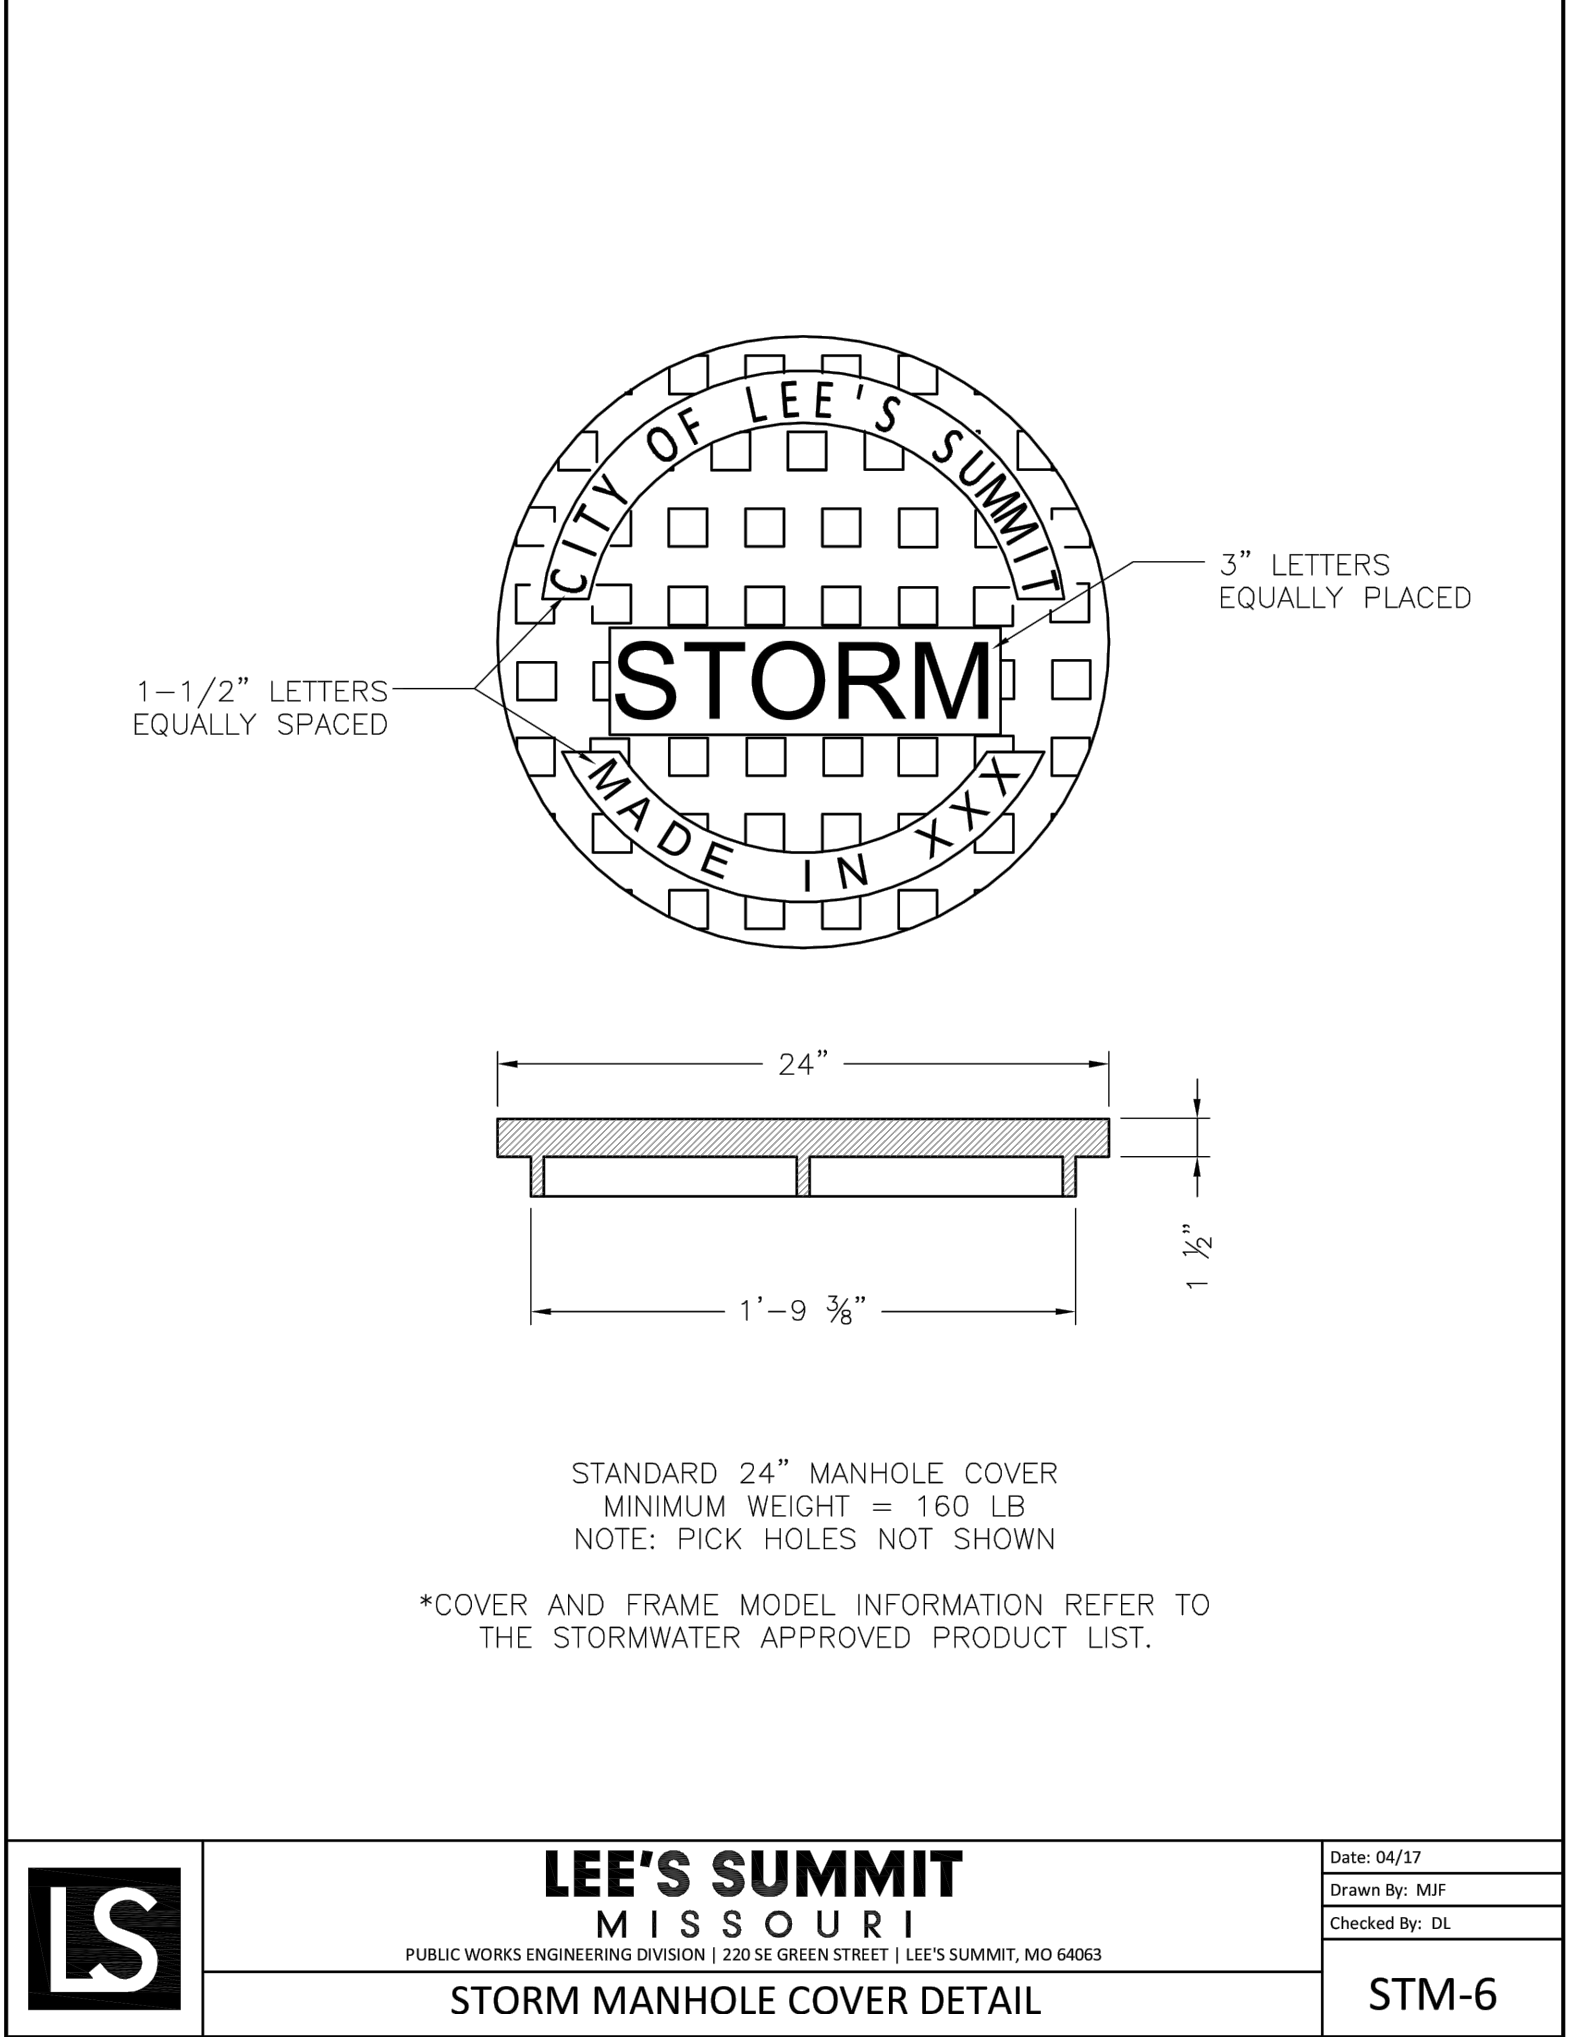 CITY OF LEE'S SUMMIT
3” LETTERS
EQUALLY PLACED
STORM
1-1/2” LETTERS
EQUALLY SPACED
MADE IN XXX
24”
1 ½”
1’-9 ⅜”
STANDARD 24” MANHOLE COVER
MINIMUM WEIGHT = 160 LB
NOTE: PICK HOLES NOT SHOWN
*COVER AND FRAME MODEL INFORMATION REFER TO
THE STORMWATER APPROVED PRODUCT LIST.
LS
LEE'S SUMMIT
MISSOURI
PUBLIC WORKS ENGINEERING DIVISION | 220 SE GREEN STREET | LEE'S SUMMIT, MO 64063
STORM MANHOLE COVER DETAIL
Date: 04/17
Drawn By: MJF
Checked By: DL
STM-6